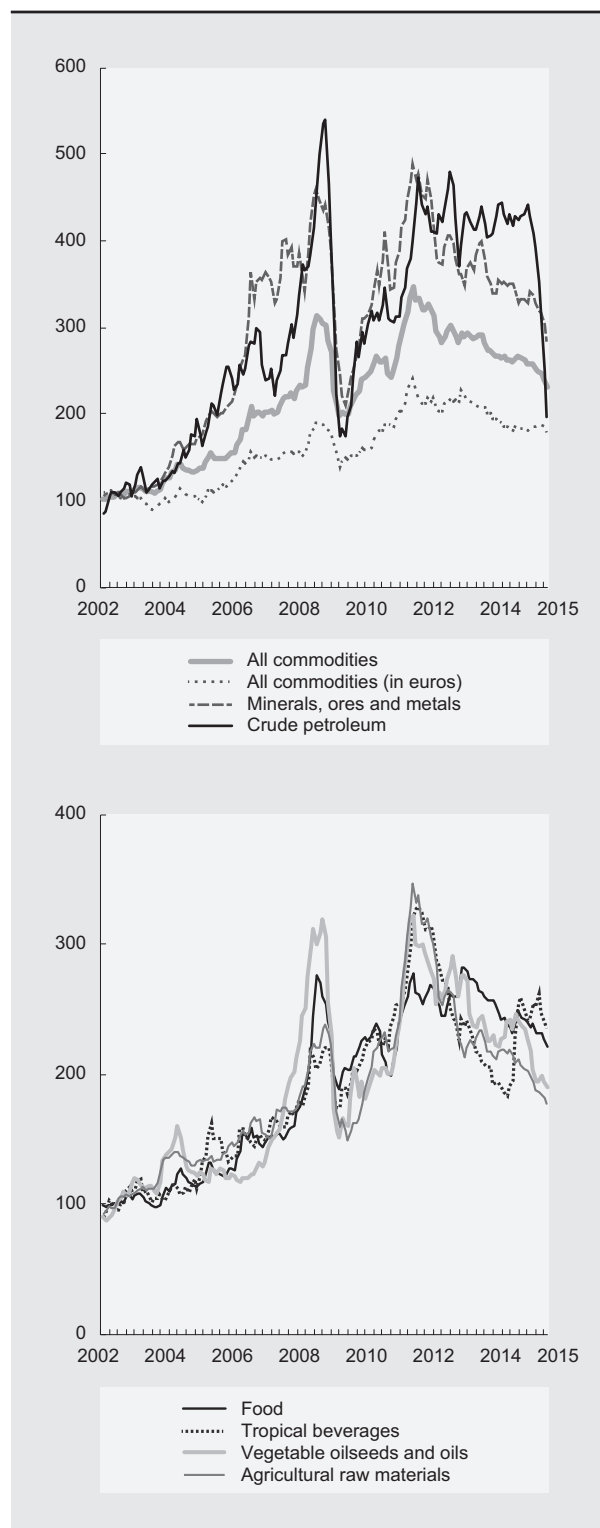 600
500
400
300
200
100
0
2002 2004 2006 2008 2010 2012 2014 2015
All commodities
All commodities (in euros)
Minerals, ores and metals
Crude petroleum
400
300
200
100
0
2002 2004 2006 2008 2010 2012 2014 2015
Food
Tropical beverages
Vegetable oilseeds and oils
Agricultural raw materials